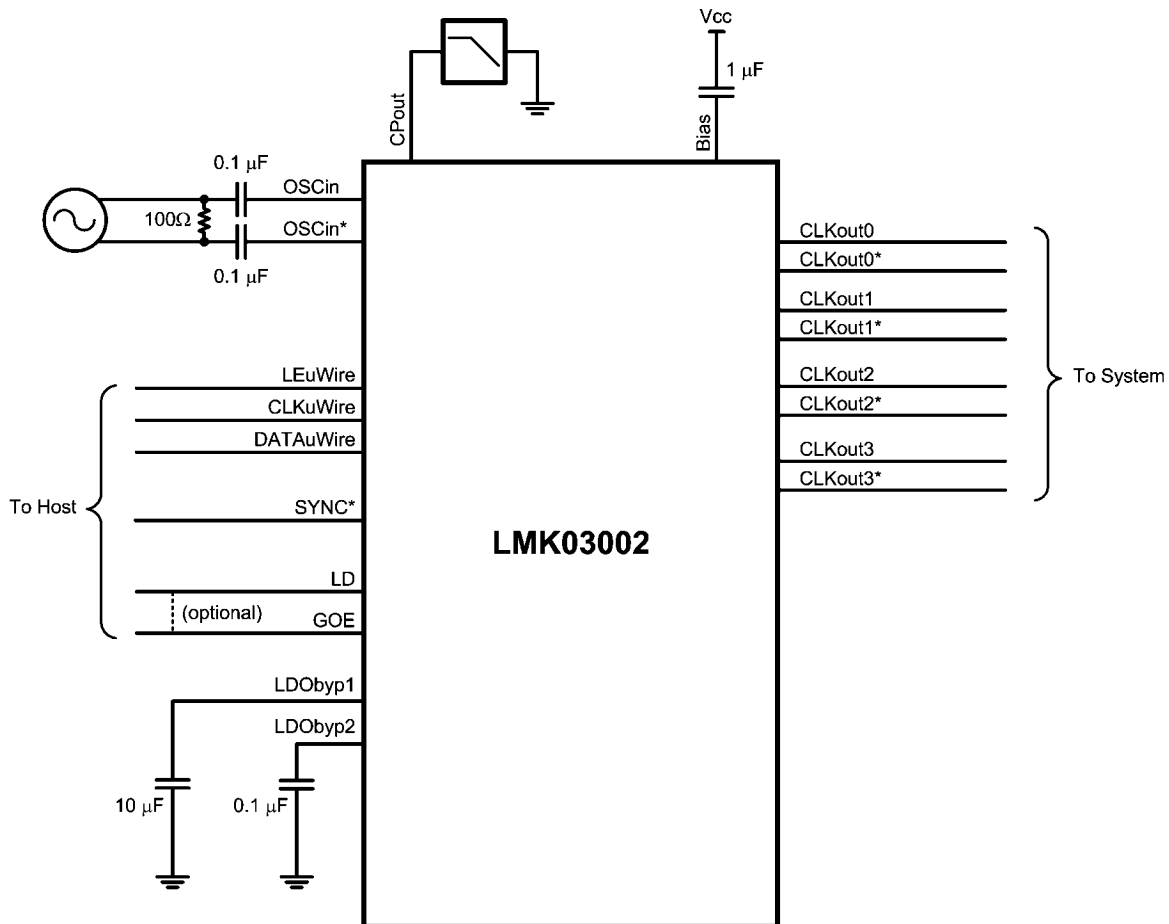 Vcc
1 μF
CPout
Bias
0.1 μF
OSCin
100Ω
OSCin*
0.1 μF
CLKout0
CLKout0*
CLKout1
CLKout1*
CLKout2
CLKout2*
CLKout3
CLKout3*
To System
LEuWire
CLKuWire
DATAuWire
To Host
SYNC*
LMK03002
LD
(optional)
GOE
LDObyp1
LDObyp2
10 μF
0.1 μF